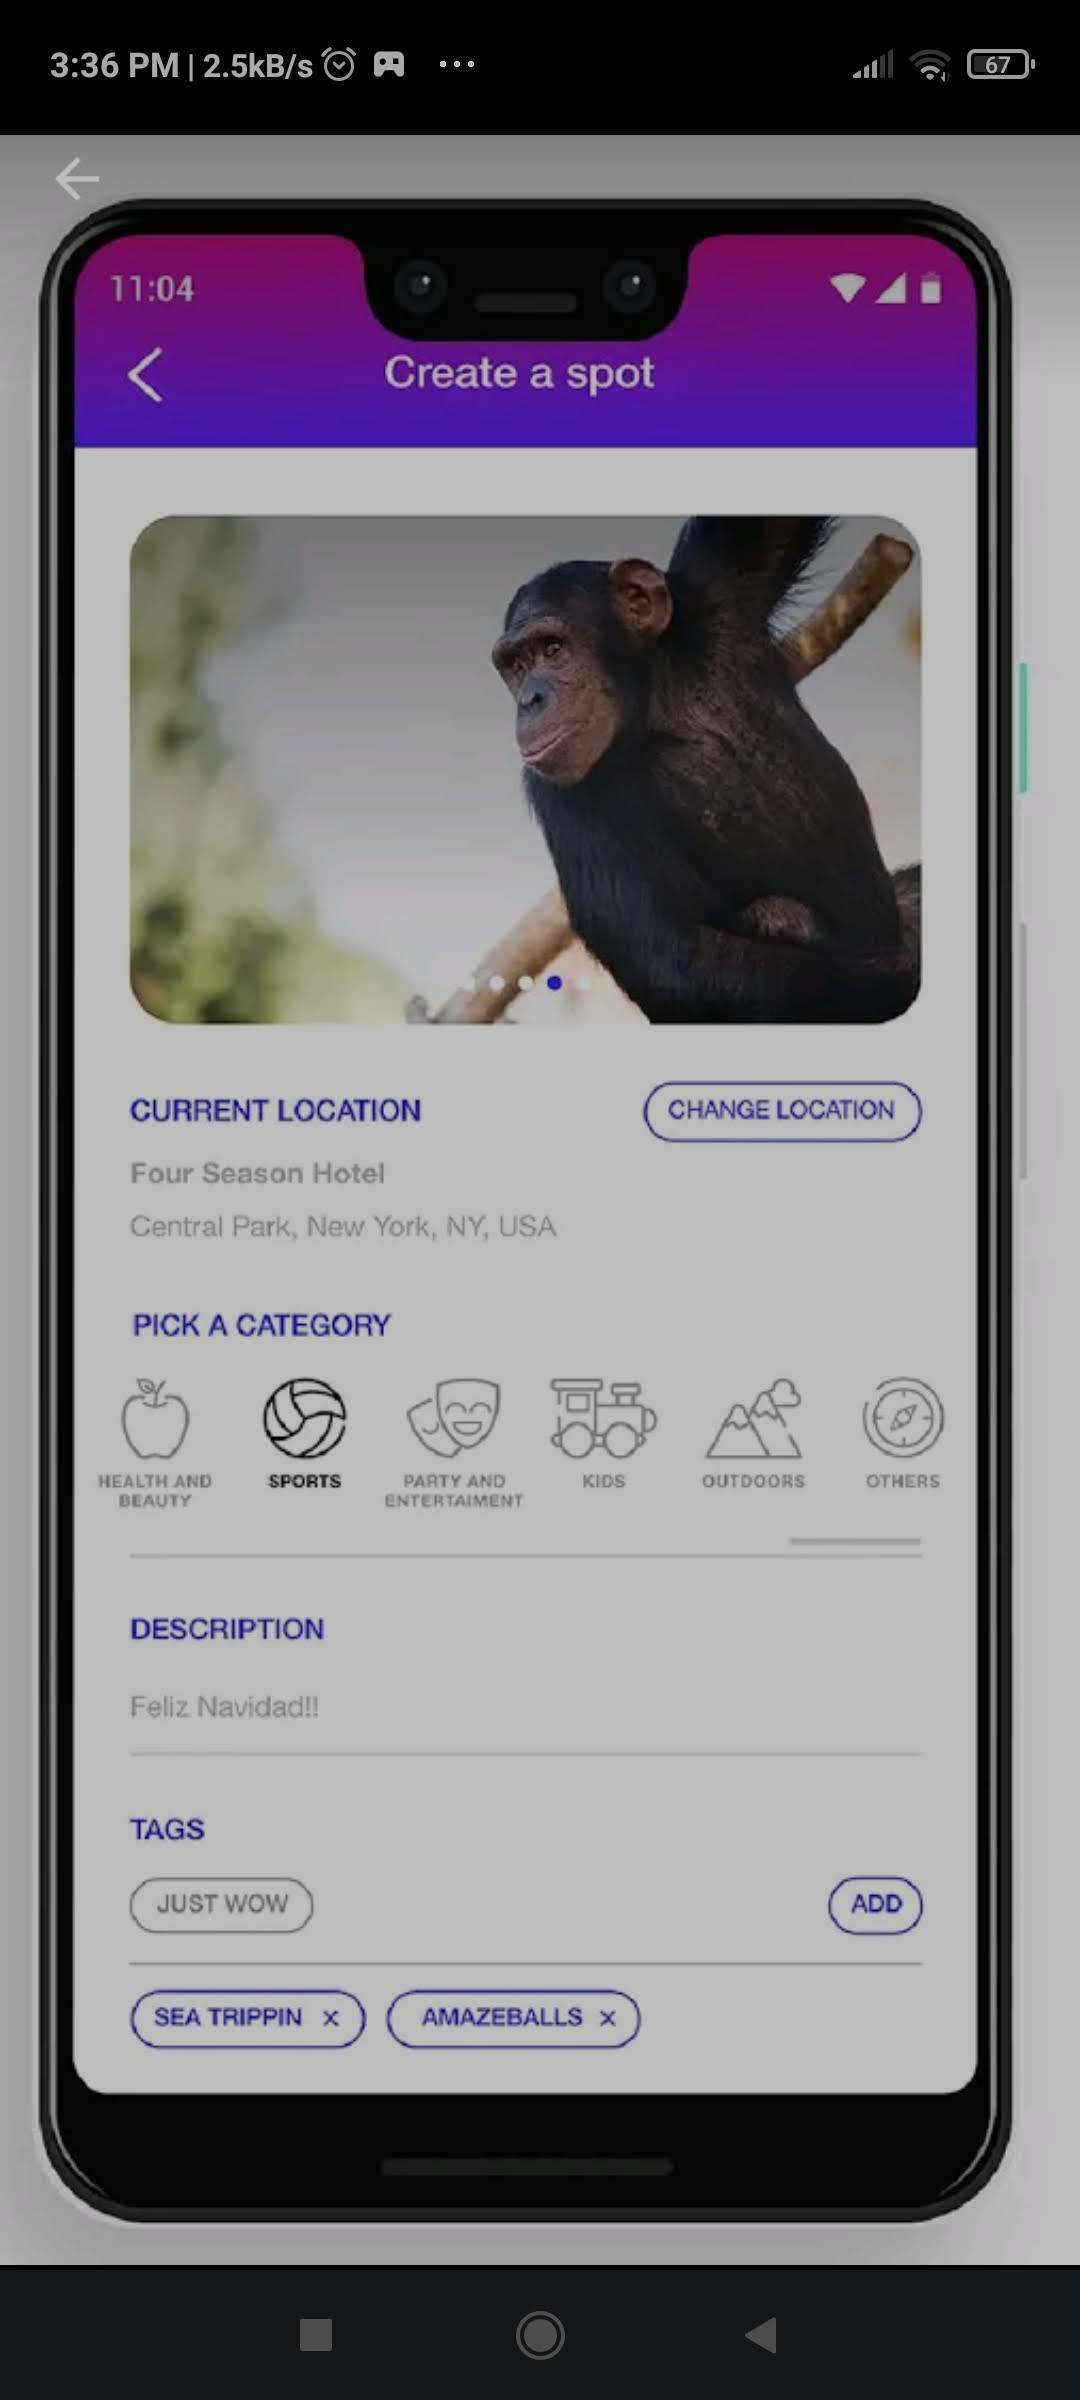 3:36 PM | 2.5kB/s ... 67
11:04
Create a spot
CURRENT LOCATION
CHANGE LOCATION
Four Season Hotel
Central Park, New York, NY, USA
PICK A CATEGORY
HEALTH AND BEAUTY
SPORTS
PARTY AND ENTERTAIMENT
KIDS
OUTDOORS
OTHERS
DESCRIPTION
Feliz Navidad!!
TAGS
JUST WOW
ADD
SEA TRIPPIN ×
AMAZEBALLS ×